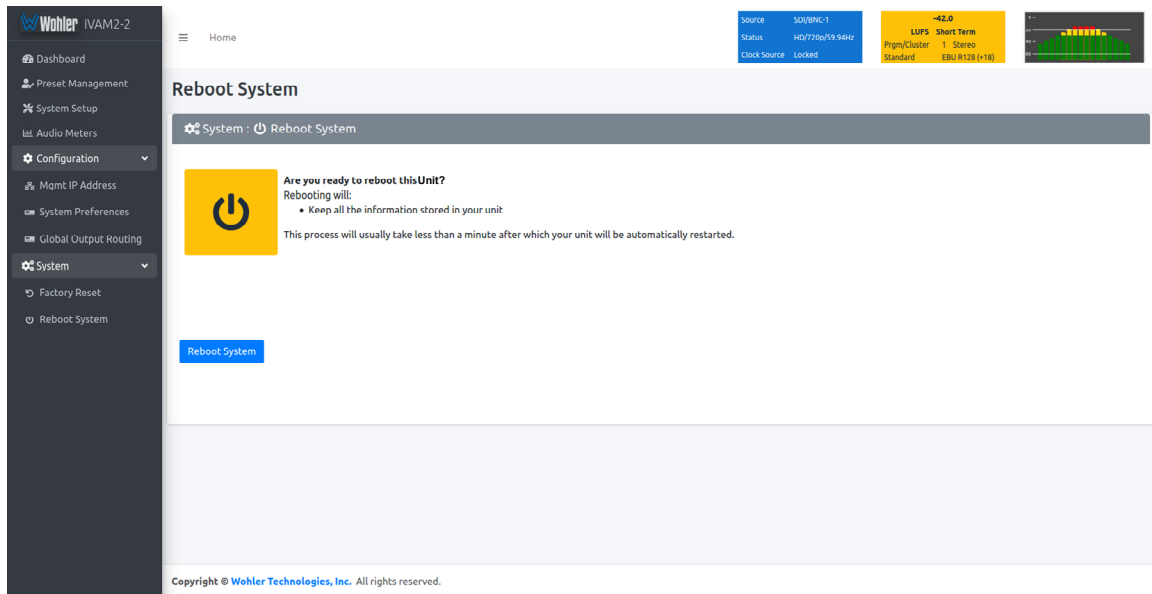 Wohler iVAM2-2
Dashboard
Preset Management
System Setup
Audio Meters
Configuration
Mgmt IP Address
System Preferences
Global Output Routing
System
Factory Reset
Reboot System
Home
Source SDI/BNC-1
Status HD/720p/59.94Hz
Clock Source Locked
-42.0
LUFS Short Term
Prgm/Cluster 1 Stereo
Standard EBU R128 (+18)
Reboot System
System : Reboot System
Are you ready to reboot this Unit?
Rebooting will:
• Keep all the information stored in your unit
This process will usually take less than a minute after which your unit will be automatically restarted.
Reboot System
Copyright © Wohler Technologies, Inc. All rights reserved.